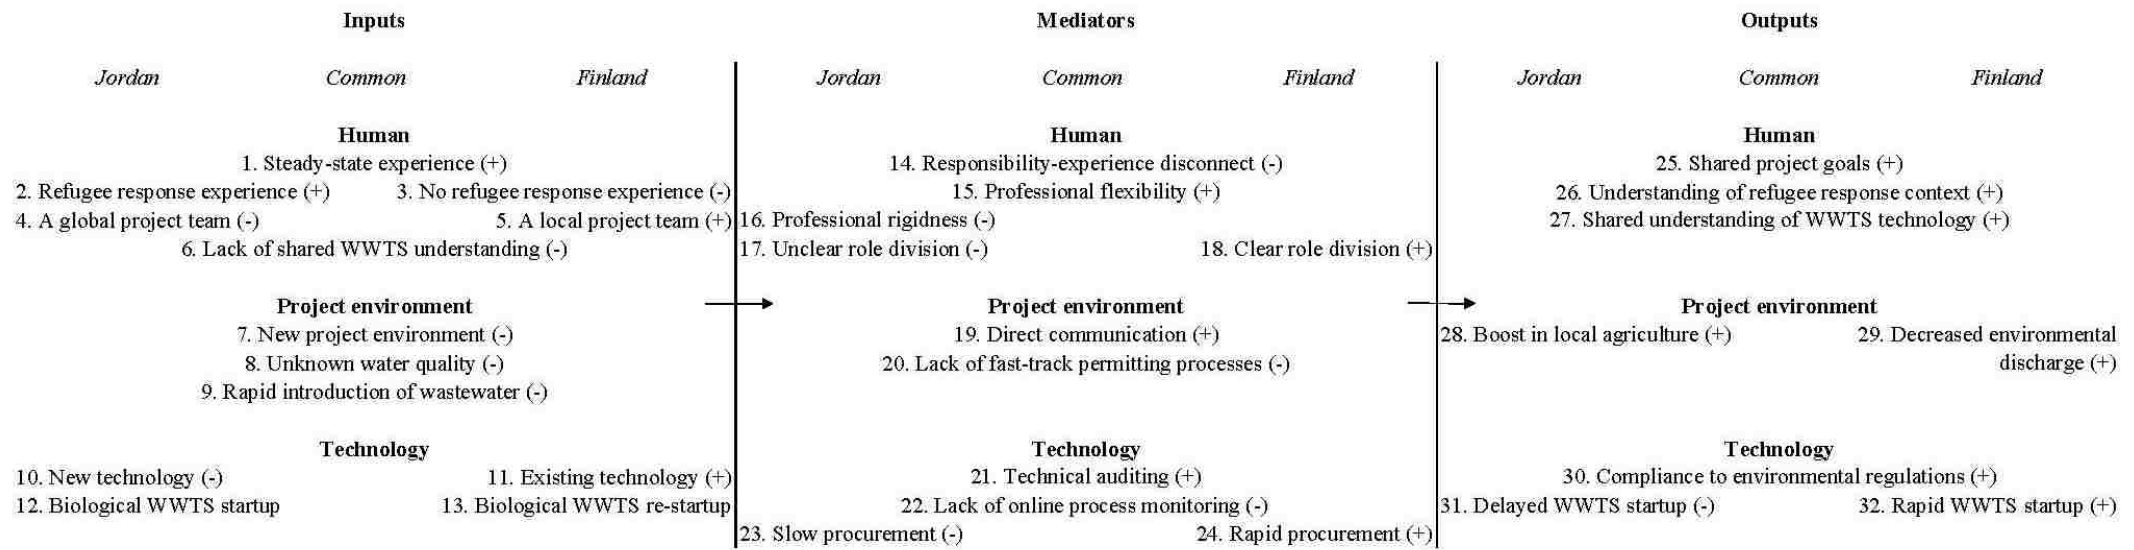 Inputs
Mediators
Outputs
Jordan Common Finland
Jordan Common Finland
Jordan Common Finland
Human
1. Steady-state experience (+)
2. Refugee response experience (+) 3. No refugee response experience (-)
4. A global project team (-) 5. A local project team (+)
6. Lack of shared WWTS understanding (-)
Project environment
7. New project environment (-)
8. Unknown water quality (-)
9. Rapid introduction of wastewater (-)
Technology
10. New technology (-) 11. Existing technology (+)
12. Biological WWTS startup 13. Biological WWTS re-startup
Human
14. Responsibility-experience disconnect (-)
15. Professional flexibility (+)
16. Professional rigidness (-)
17. Unclear role division (-) 18. Clear role division (+)
Project environment
19. Direct communication (+)
20. Lack of fast-track permitting processes (-)
Technology
21. Technical auditing (+)
22. Lack of online process monitoring (-)
23. Slow procurement (-) 24. Rapid procurement (+)
Human
25. Shared project goals (+)
26. Understanding of refugee response context (+)
27. Shared understanding of WWTS technology (+)
Project environment
28. Boost in local agriculture (+) 29. Decreased environmental
discharge (+)
Technology
30. Compliance to environmental regulations (+)
31. Delayed WWTS startup (-) 32. Rapid WWTS startup (+)